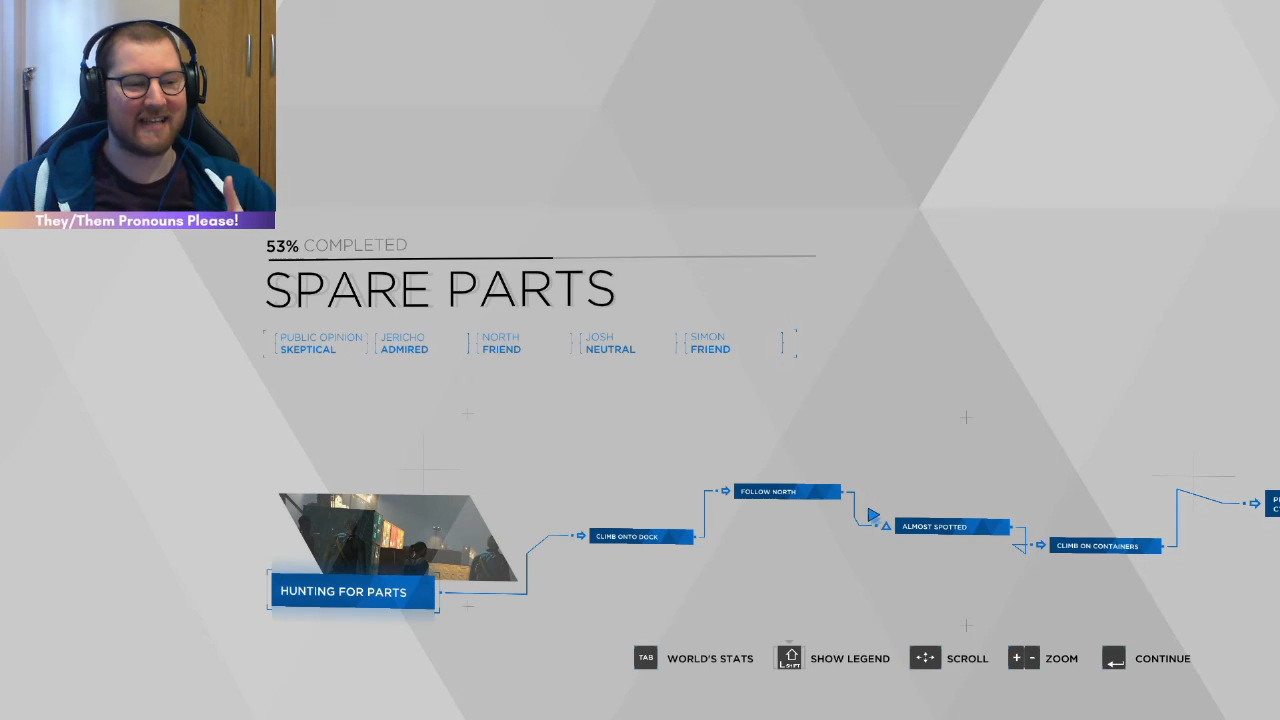 They/Them Pronouns Please!
53% COMPLETED
SPARE PARTS
PUBLIC OPINION JERICHO NORTH JOSH SIMON
SKEPTICAL ADMIRED FRIEND NEUTRAL FRIEND
FOLLOW NORTH
ALMOST SPOTTED
CLIMB ONTO DOCK
CLIMB ON CONTAINERS
HUNTING FOR PARTS
TAB WORLD'S STATS L SHIFT SHOW LEGEND SCROLL + - ZOOM CONTINUE